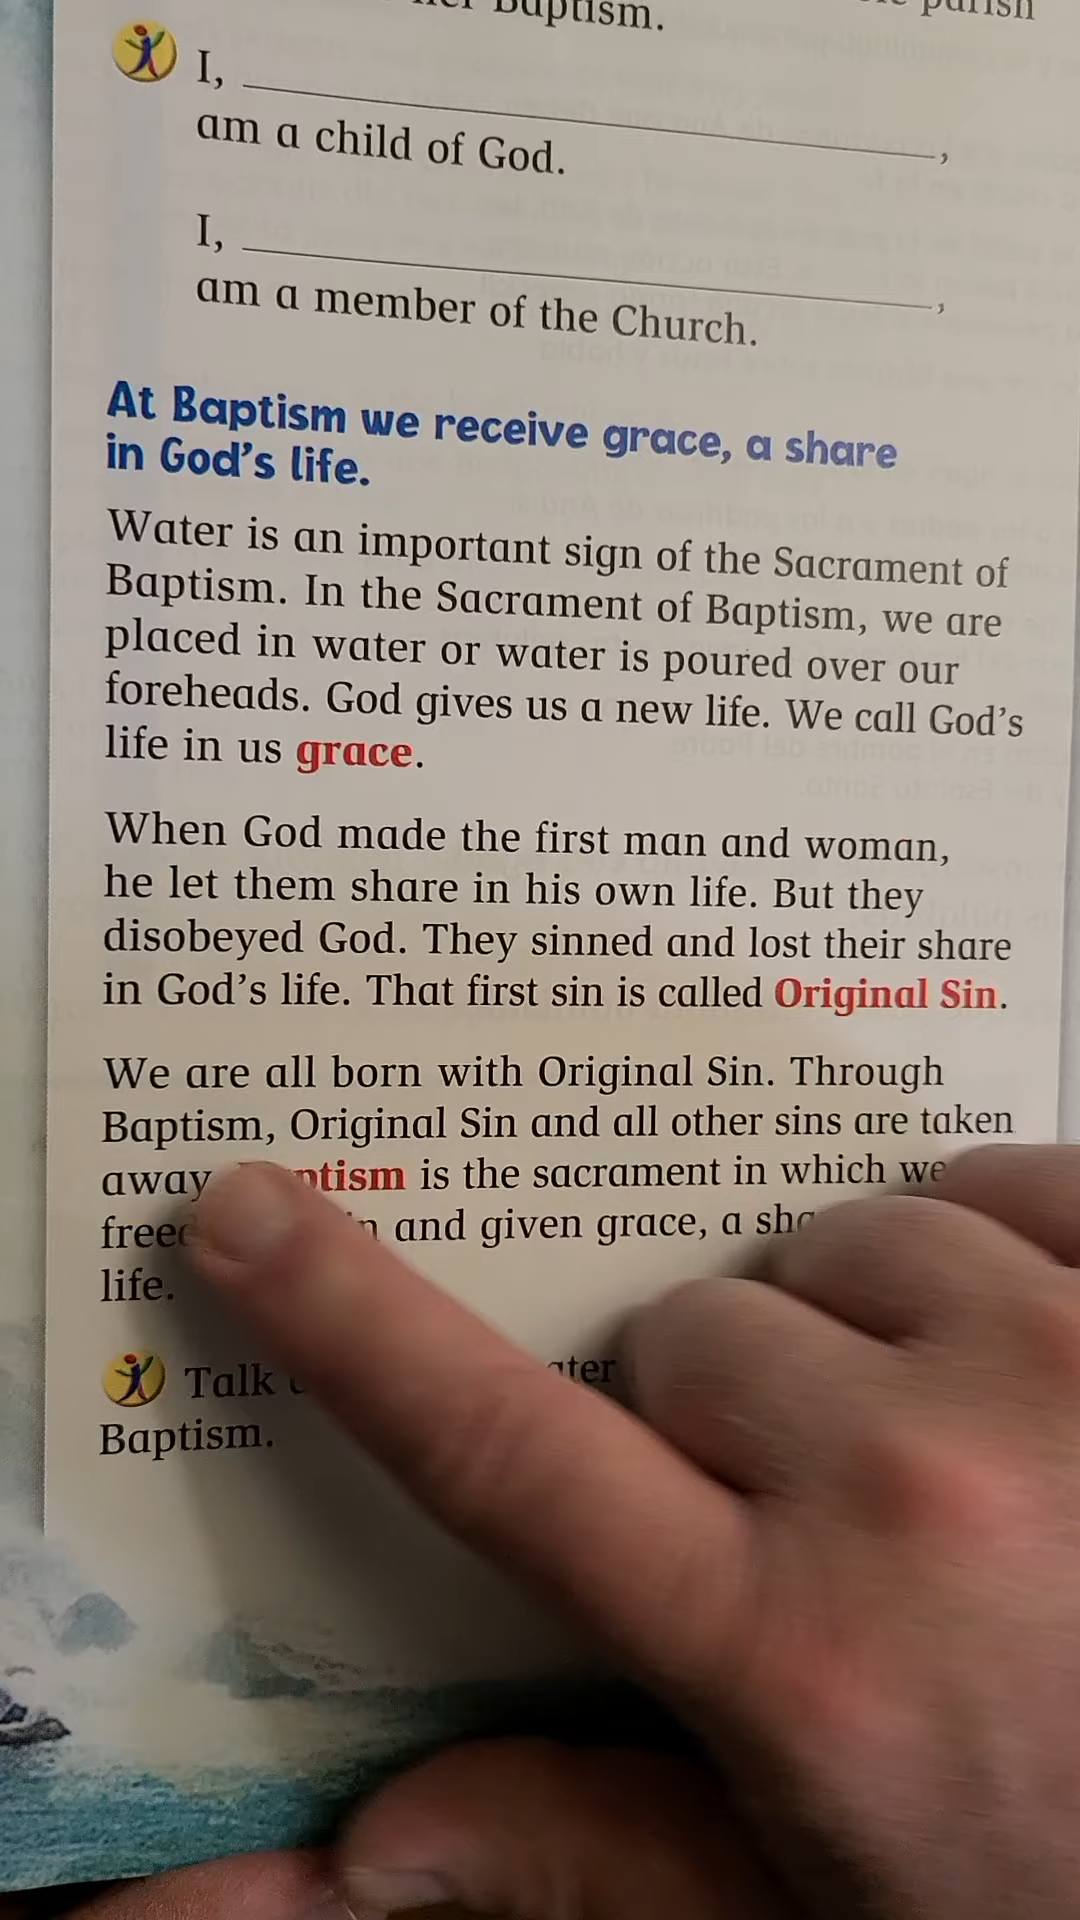 Baptism.
parish
I, ,
am a child of God.
I, ,
am a member of the Church.
At Baptism we receive grace, a share
in God's life.
Water is an important sign of the Sacrament of
Baptism. In the Sacrament of Baptism, we are
placed in water or water is poured over our
foreheads. God gives us a new life. We call God's
life in us grace.
When God made the first man and woman,
he let them share in his own life. But they
disobeyed God. They sinned and lost their share
in God's life. That first sin is called Original Sin.
We are all born with Original Sin. Through
Baptism, Original Sin and all other sins are taken
away is the sacrament in which we
and given grace, a
life.
Talk
Baptism.